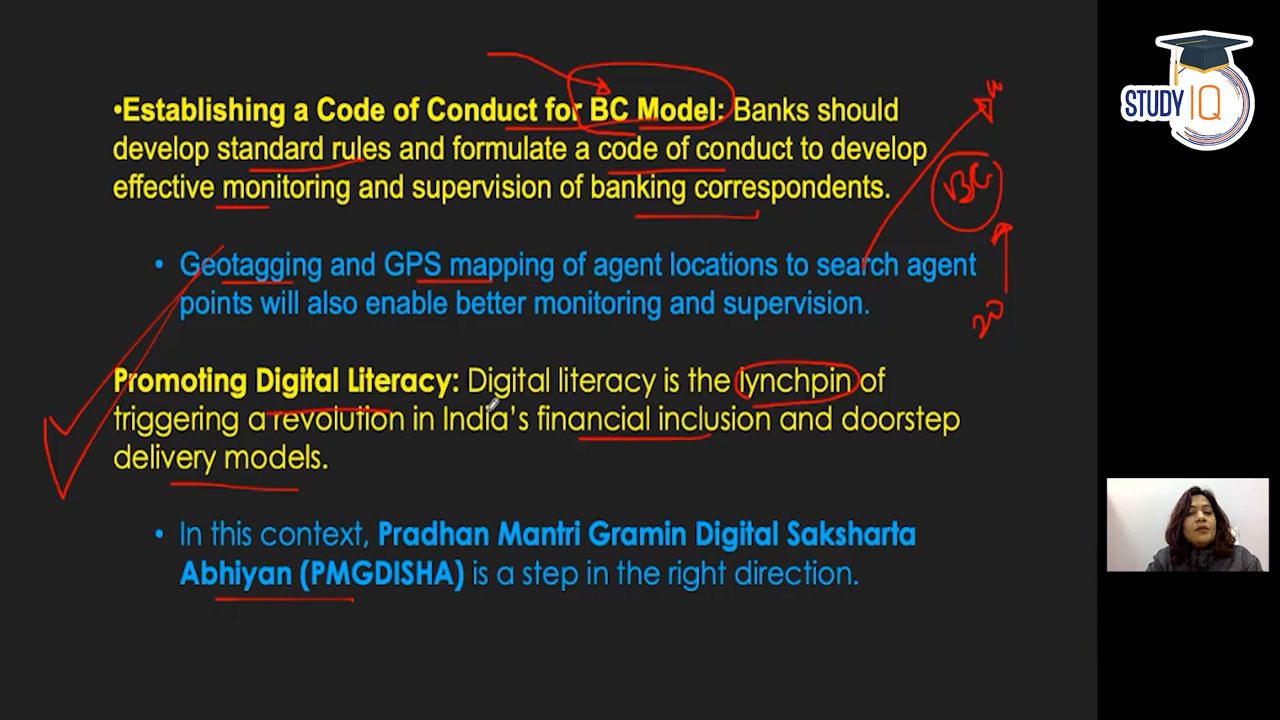 •Establishing a Code of Conduct for BC Model: Banks should
develop standard rules and formulate a code of conduct to develop
effective monitoring and supervision of banking correspondents.
• Geotagging and GPS mapping of agent locations to search agent
points will also enable better monitoring and supervision.
Promoting Digital Literacy: Digital literacy is the lynchpin of
triggering a revolution in India's financial inclusion and doorstep
delivery models.
• In this context, Pradhan Mantri Gramin Digital Saksharta
Abhiyan (PMGDISHA) is a step in the right direction.
BC
20
STUDY IQ